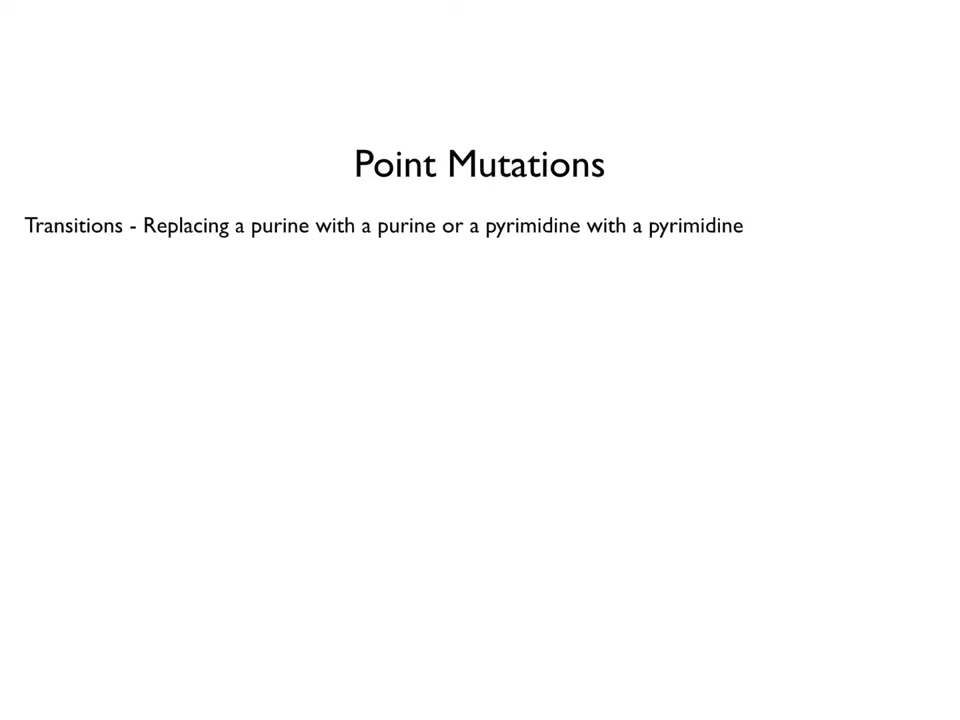 Point Mutations
Transitions - Replacing a purine with a purine or a pyrimidine with a pyrimidine